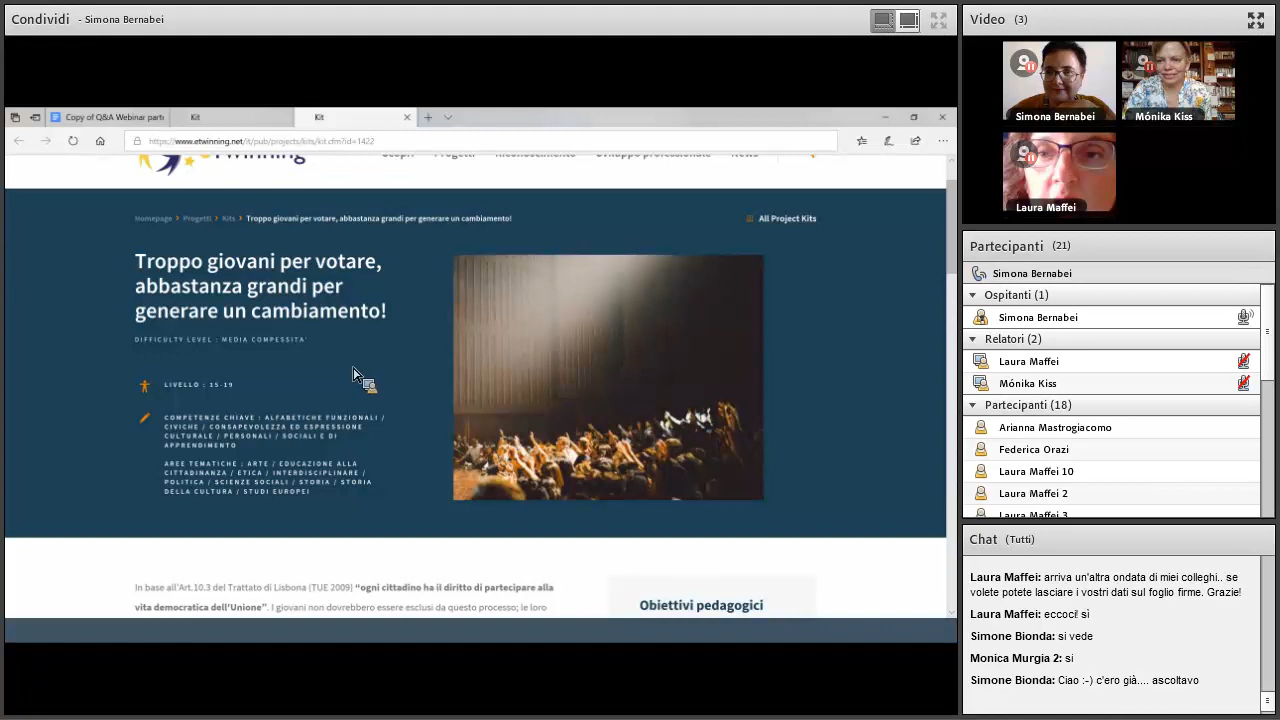 Condividi - Simona Bernabei
Copy of Q&A Webinar part
Kit
Kit
https://www.etwinning.net/it/pub/projects/kits/kit.cfm?id=1422
Progetti Riconoscimento Sviluppo professionale News
Homepage > Progetti > Kits > Troppo giovani per votare, abbastanza grandi per generare un cambiamento!
All Project Kits
Troppo giovani per votare,
abbastanza grandi per
generare un cambiamento!
DIFFICULTY LEVEL : MEDIA COMPESSITA'
LIVELLO : 15-19
COMPETENZE CHIAVE : ALFABETICHE FUNZIONALI /
CIVICHE / CONSAPEVOLEZZA ED ESPRESSIONE
CULTURALE / PERSONALI / SOCIALI E DI
APPRENDIMENTO
AREE TEMATICHE : ARTE / EDUCAZIONE ALLA
CITTADINANZA / ETICA / INTERDISCIPLINARE /
POLITICA / SCIENZE SOCIALI / STORIA / STORIA
DELLA CULTURA / STUDI EUROPEI
In base all'Art.10.3 del Trattato di Lisbona (TUE 2009) "ogni cittadino ha il diritto di partecipare alla
vita democratica dell'Unione". I giovani non dovrebbero essere esclusi da questo processo; le loro
Obiettivi pedagogici
Video (3)
Simona Bernabei
Mónika Kiss
Laura Maffei
Partecipanti (21)
Simona Bernabei
Ospitanti (1)
Simona Bernabei
Relatori (2)
Laura Maffei
Mónika Kiss
Partecipanti (18)
Arianna Mastrogiacomo
Federica Orazi
Laura Maffei 10
Laura Maffei 2
Laura Maffei 3
Chat (Tutti)
Laura Maffei: arriva un'altra ondata di miei colleghi.. se
volete potete lasciare i vostri dati sul foglio firme. Grazie!
Laura Maffei: eccoci! sì
Simone Bionda: si vede
Monica Murgia 2: si
Simone Bionda: Ciao :-) c'ero già.... ascoltavo